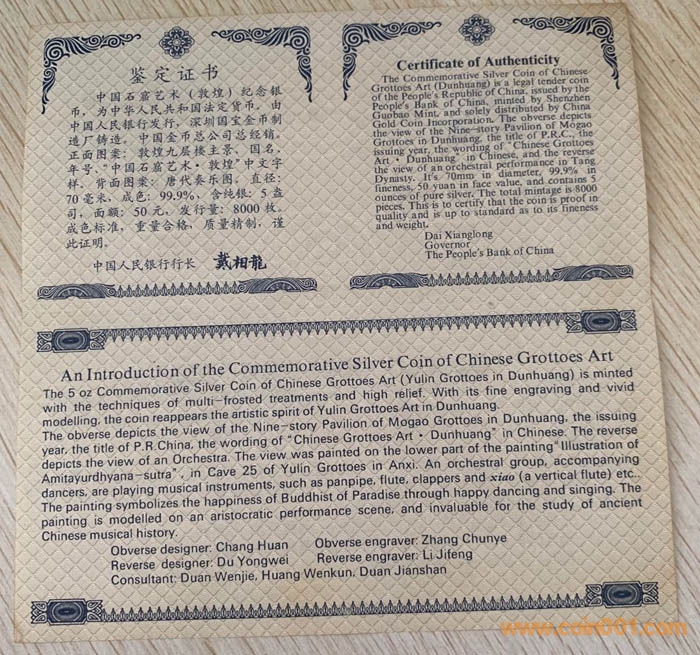 鉴定证书
中国石窟艺术（敦煌）纪念银
币，为中华人民共和国法定货币。由
中国人民银行发行，深圳国宝金币制
造厂铸造，中国金币总公司总经销。
正面图案：敦煌九层楼主景，国名、
年号、“中国石窟艺术·敦煌”中文字
样，背面图案：唐代奏乐图，直径：
70毫米，成色：99.9%、含纯银：5盎
司，面额：50元，发行量：8000枚。
成色标准，重量合格，质量精制，谨
此证明。
中国人民银行行长 戴相龍
Certificate of Authenticity
The Commemorative Silver Coin of Chinese
Grottoes Art (Dunhuang) is a legal tender coin
of the People's Republic of China, issued by the
People's Bank of China, minted by Shenzhen
Guobao Mint, and solely distributed by China
Gold Coin Incorporation. The obverse depicts
the view of the Nine-story Pavilion of Mogao
Grottoes in Dunhuang, the title of P.R.C., the
issuing year, the wording of "Chinese Grottoes
Art · Dunhuang" in Chinese, and the reverse
the view of an orchestral performance in Tang
Dynasty. It's 70mm in diameter, 99.9% in
fineness, 50 yuan in face value, and contains 5
ounces of pure silver. The total mintage is 8000
pieces. This is to certify that the coin is proof in
quality and is up to standard as to its fineness
and weight.
Dai Xianglong
Governor
The People's Bank of China
An Introduction of the Commemorative Silver Coin of Chinese Grottoes Art
The 5 oz Commemorative Silver Coin of Chinese Grottoes Art (Yulin Grottoes in Dunhuang) is minted
with the techniques of multi-frosted treatments and high relief. With its fine engraving and vivid
modelling, the coin reappears the artistic spirit of Yulin Grottoes Art in Dunhuang.
The obverse depicts the view of the Nine-story Pavilion of Mogao Grottoes in Dunhuang, the issuing
year, the title of P.R.China, the wording of "Chinese Grottoes Art · Dunhuang" in Chinese. The reverse
depicts the view of an Orchestra. The view was painted on the lower part of the painting "Illustration of
Amitayurdhyana-sutra", in Cave 25 of Yulin Grottoes in Anxi. An orchestral group, accompanying
dancers, are playing musical instruments, such as panpipe, flute, clappers and xiao (a vertical flute) etc..
The painting symbolizes the happiness of Buddhist of Paradise through happy dancing and singing. The
painting is modelled on an aristocratic performance scene, and invaluable for the study of ancient
Chinese musical history.
Obverse designer: Chang Huan Obverse engraver: Zhang Chunye
Reverse designer: Du Yongwei Reverse engraver: Li Jifeng
Consultant: Duan Wenjie, Huang Wenkun, Duan Jianshan
www.coin001.com